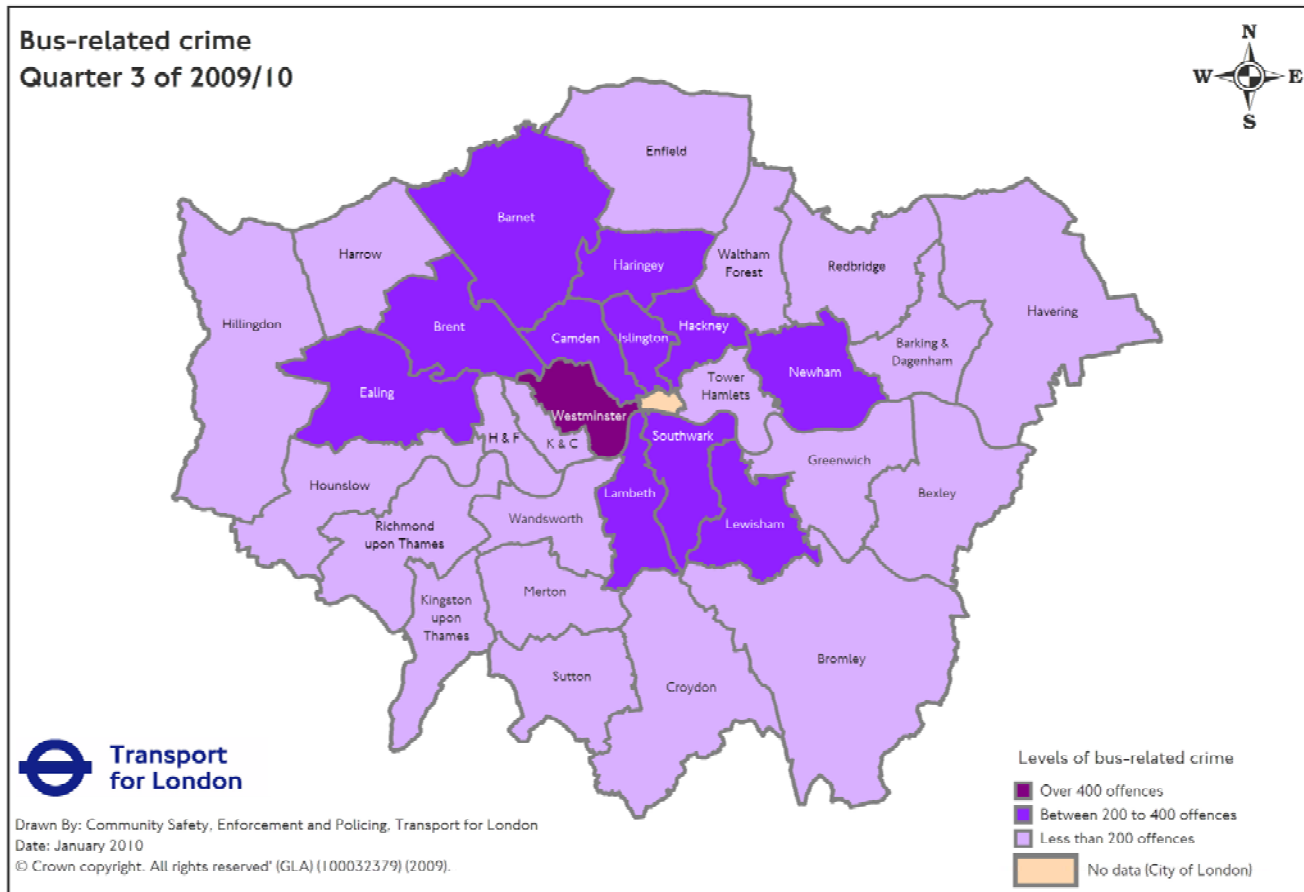 Bus-related crime
Quarter 3 of 2009/10
N
W
E
S
Enfield
Barnet
Harrow
Haringey
Waltham
Forest
Redbridge
Havering
Hillingdon
Brent
Camden
Islington
Hackney
Barking &
Dagenham
Newham
Tower
Hamlets
Ealing
Westminster
H & F
K & C
Southwark
Greenwich
Bexley
Hounslow
Lambeth
Wandsworth
Lewisham
Richmond
upon Thames
Merton
Kingston
upon
Thames
Sutton
Croydon
Bromley
Transport
for London
Drawn By: Community Safety, Enforcement and Policing, Transport for London
Date: January 2010
© Crown copyright. All rights reserved' (GLA) (100032379) (2009).
Levels of bus-related crime
Over 400 offences
Between 200 to 400 offences
Less than 200 offences
No data (City of London)